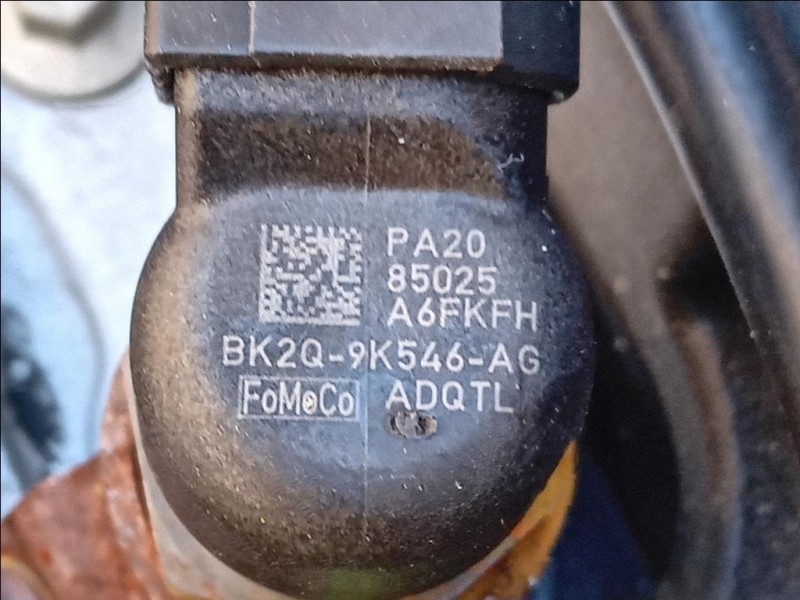 PA20
85025
A6FKFH
BK2Q-9K546-AG
FoMoCo ADQTL